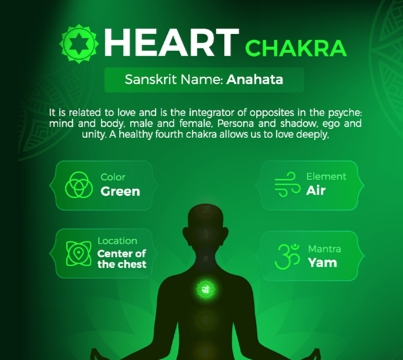 HEART CHAKRA
Sanskrit Name: Anahata
It is related to love and is the integrator of opposites in the psyche:
mind and body, male and female, Persona and shadow, ego and
unity. A healthy fourth chakra allows us to love deeply.
Color
Green
Element
Air
Location
Center of
the chest
Mantra
ॐ
Yam